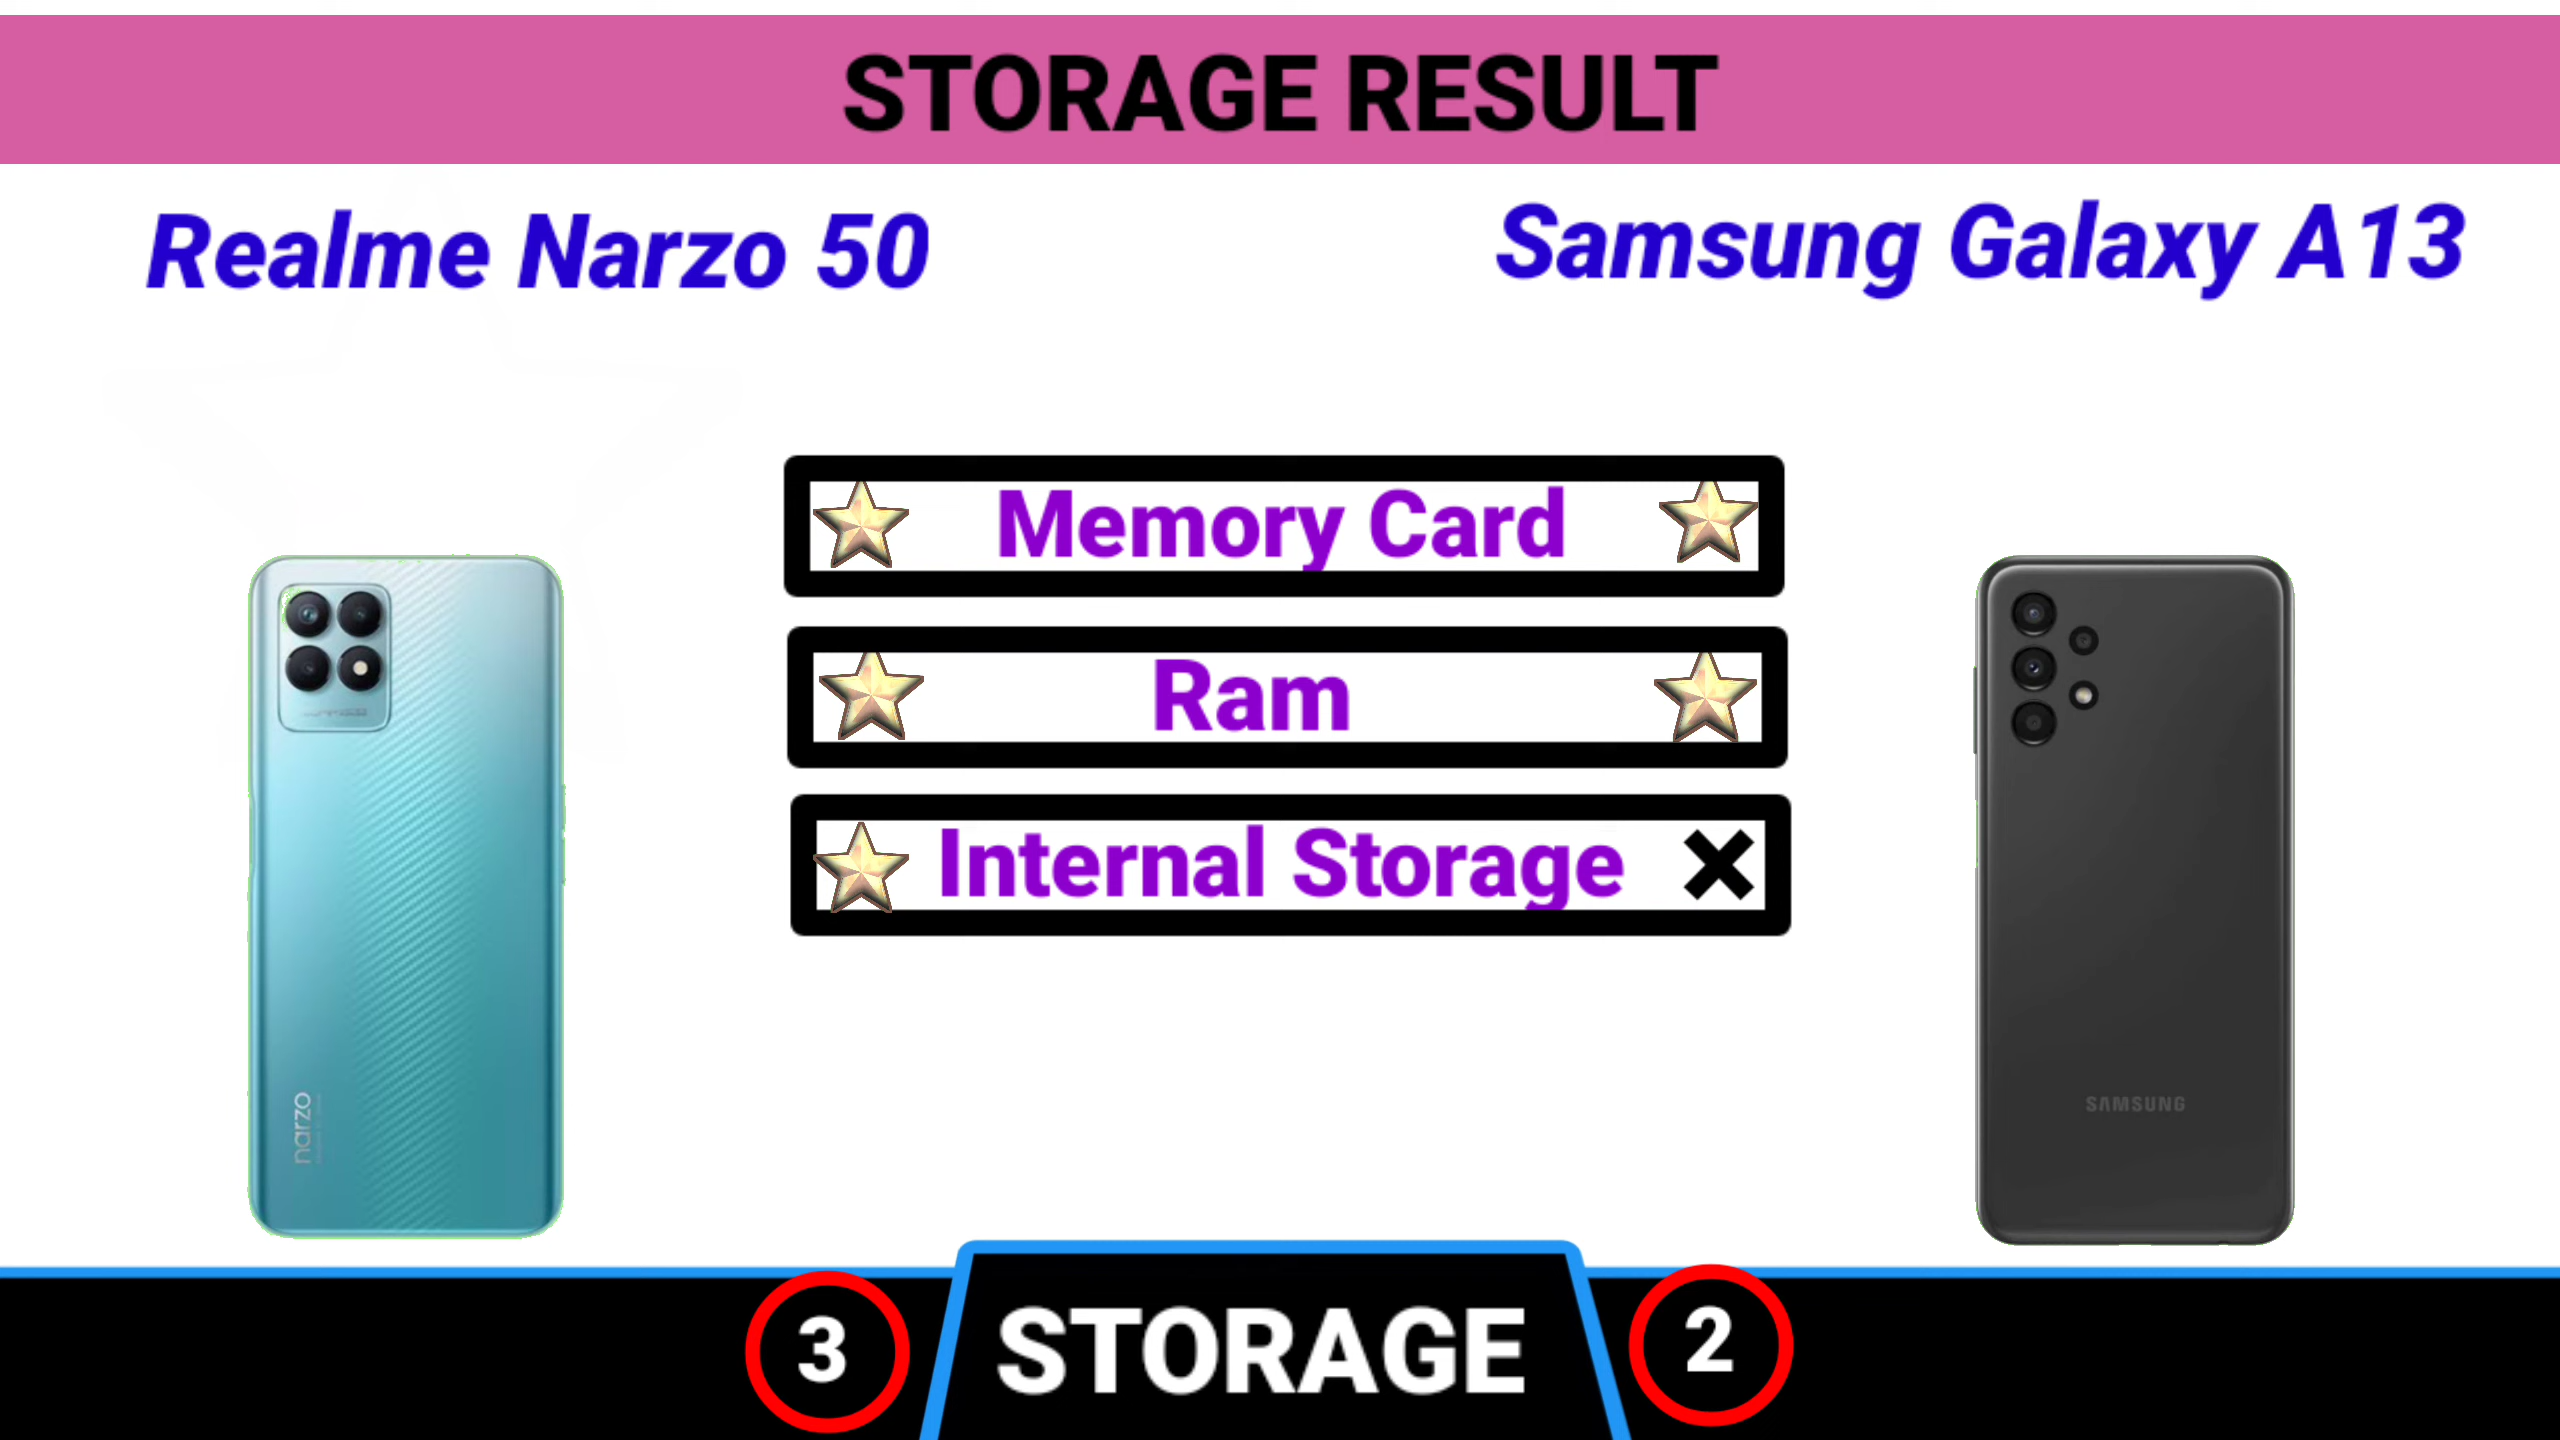 STORAGE RESULT
Realme Narzo 50
Samsung Galaxy A13
Memory Card
Ram
Internal Storage
narzo
SAMSUNG
3
STORAGE
2